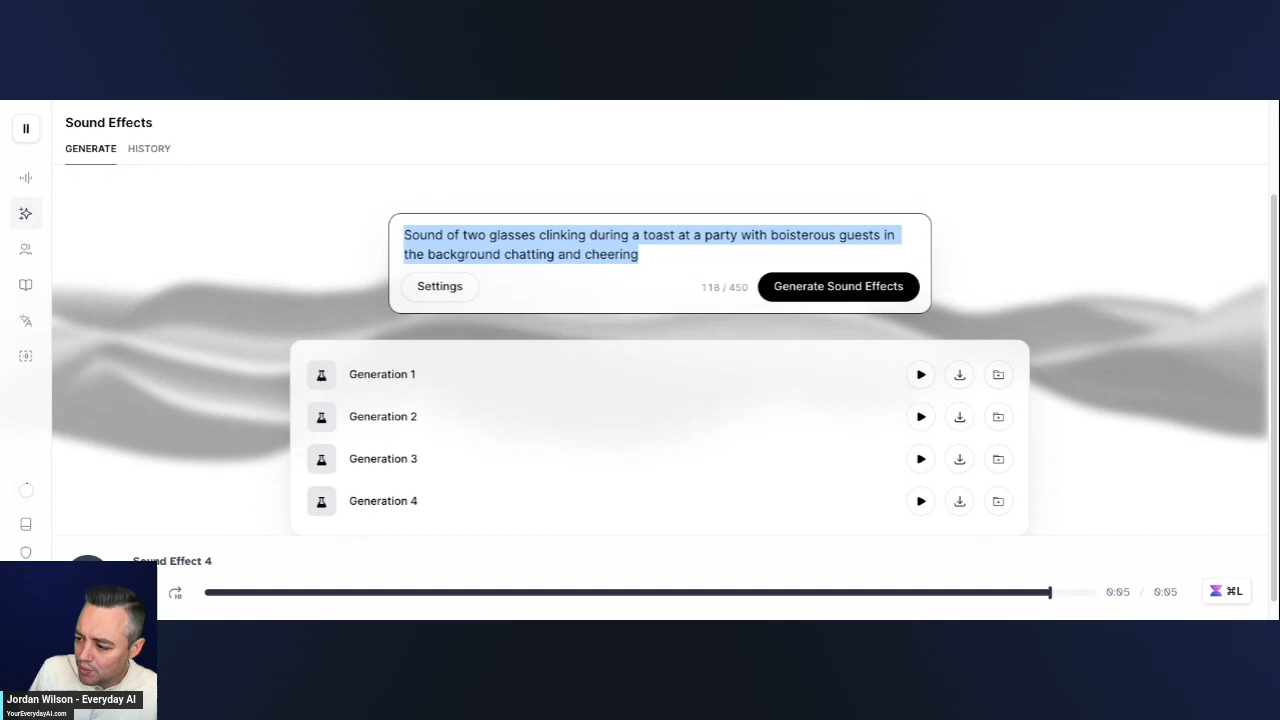 Sound Effects
GENERATE HISTORY
Sound of two glasses clinking during a toast at a party with boisterous guests in
the background chatting and cheering
Settings
118 / 450
Generate Sound Effects
Generation 1
Generation 2
Generation 3
Generation 4
Sound Effect 4
10
0:05 / 0:05
⌘L
Jordan Wilson - Everyday AI
YourEverydayAI.com